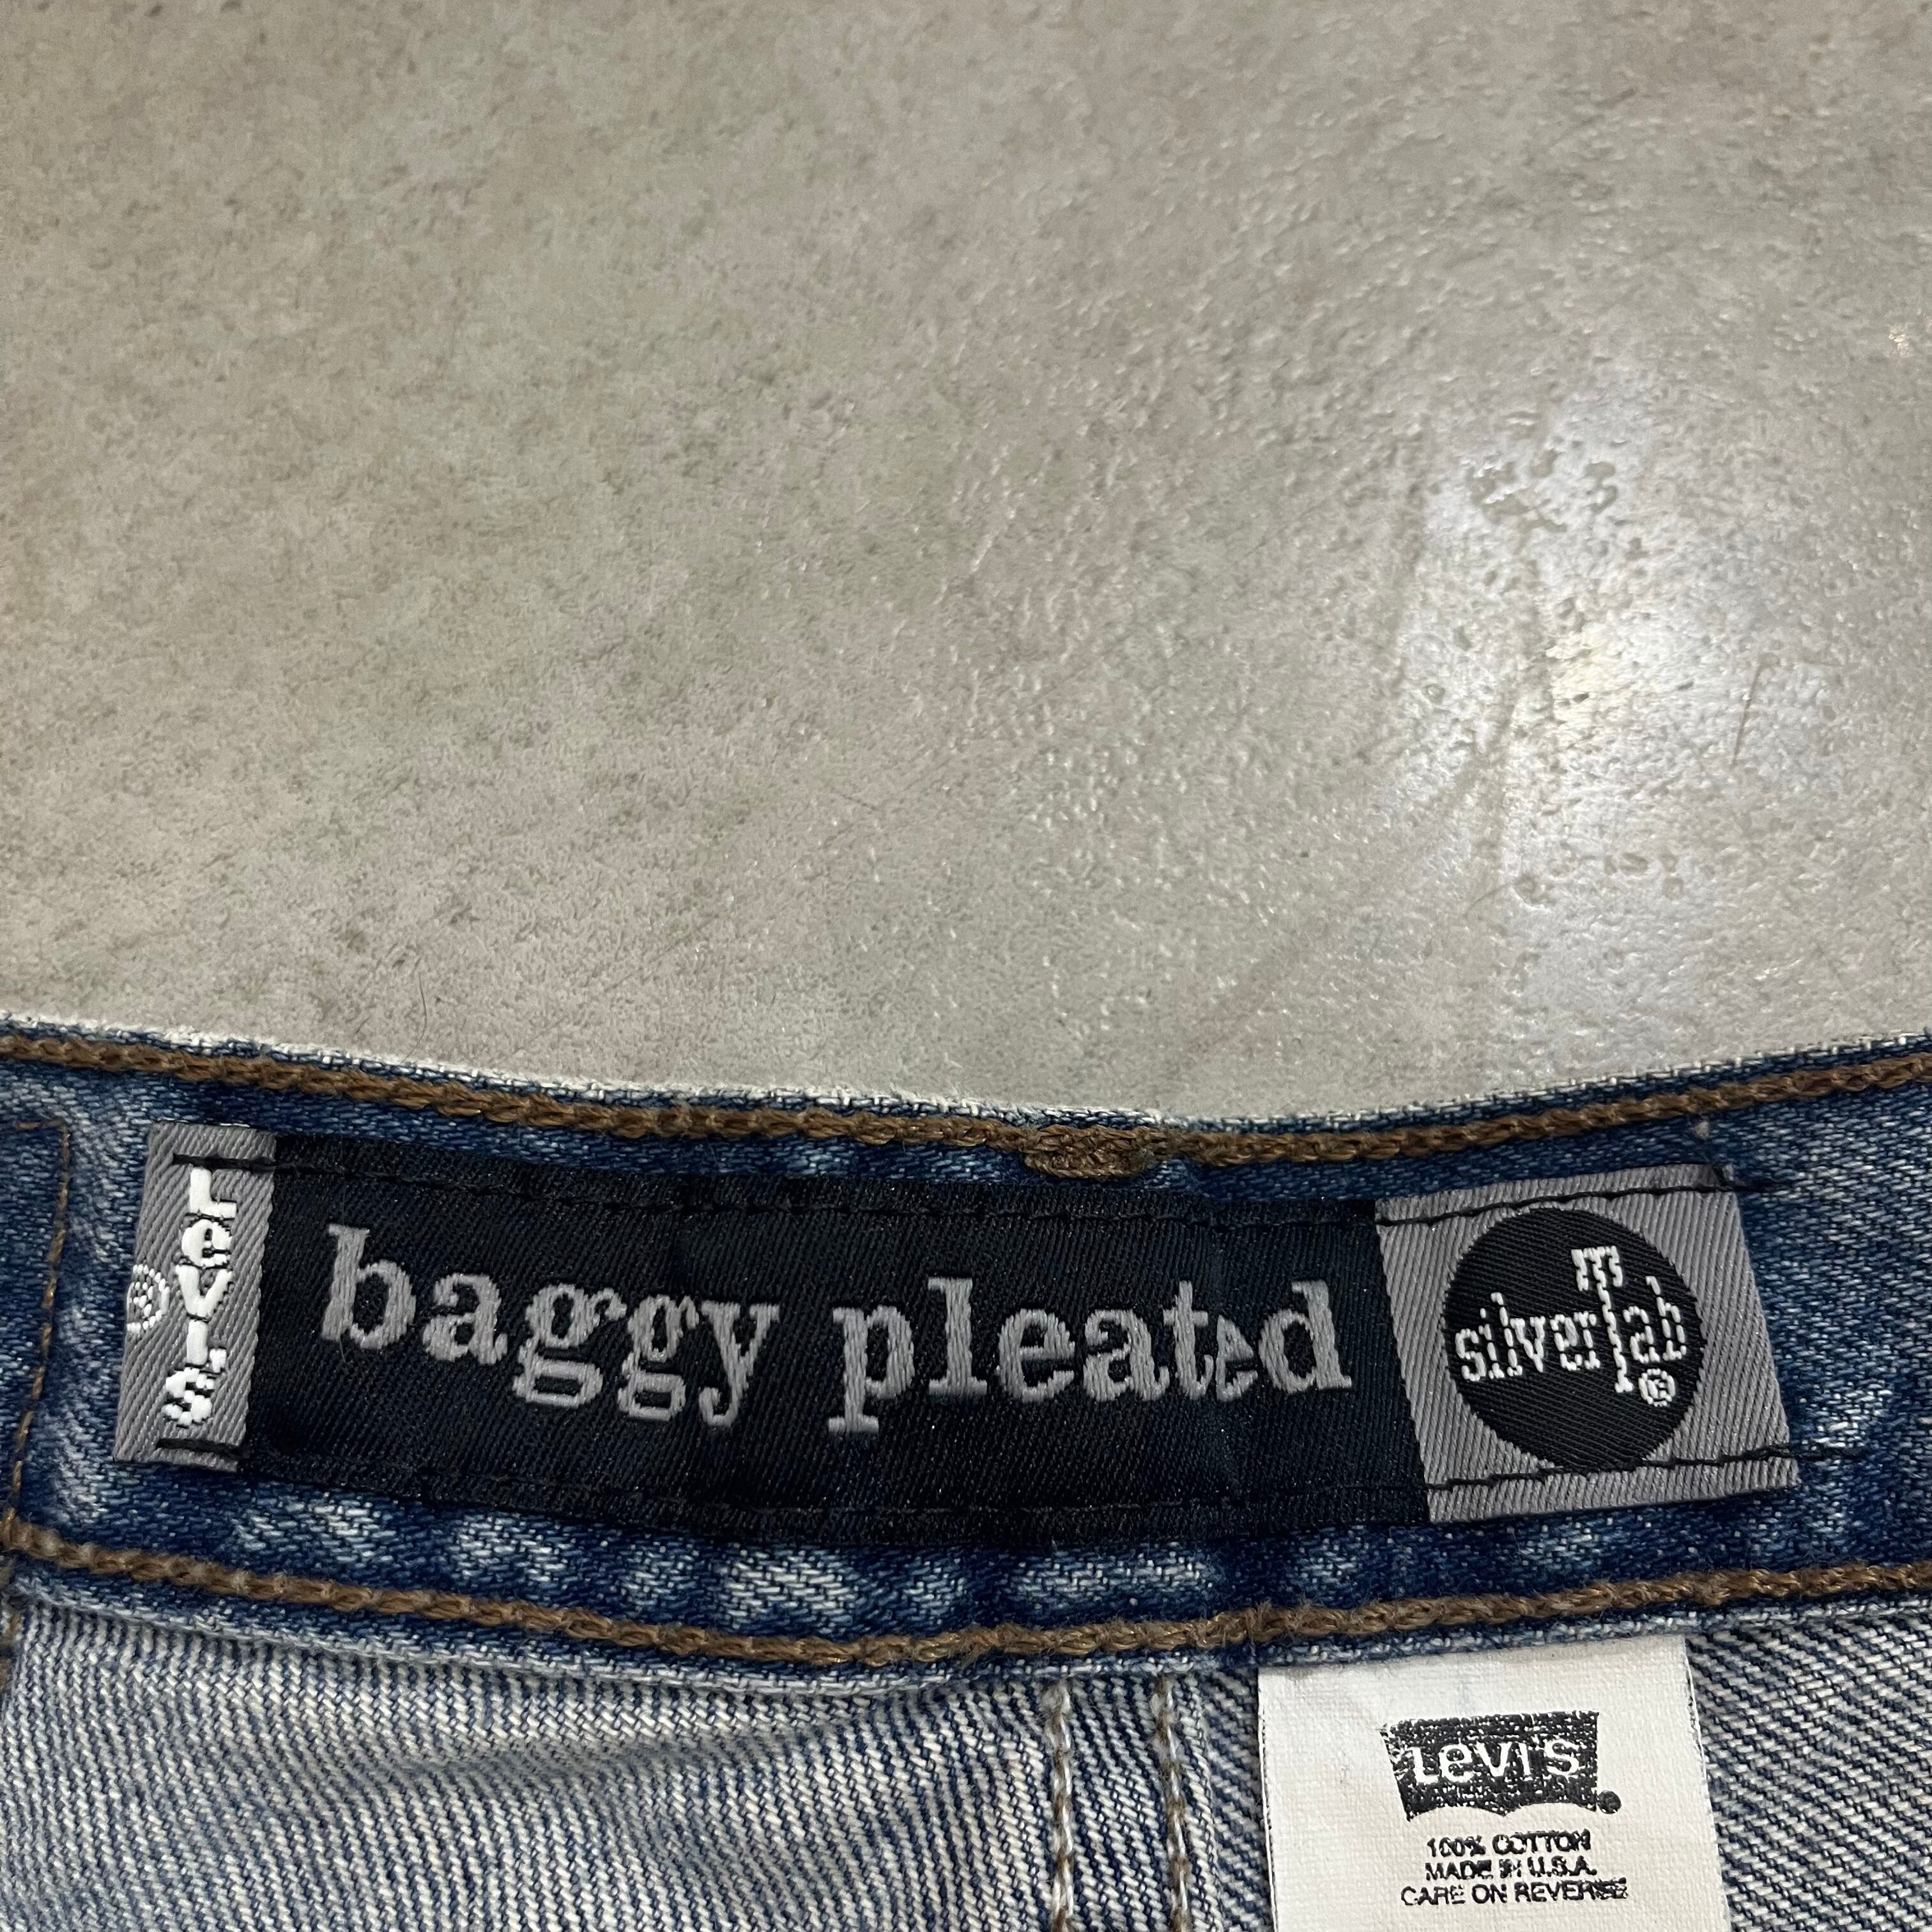 LeVI's ®
baggy pleated
silverTab ®
LeVI'S ®
100% COTTON
MADE IN U.S.A.
CARE ON REVERSE